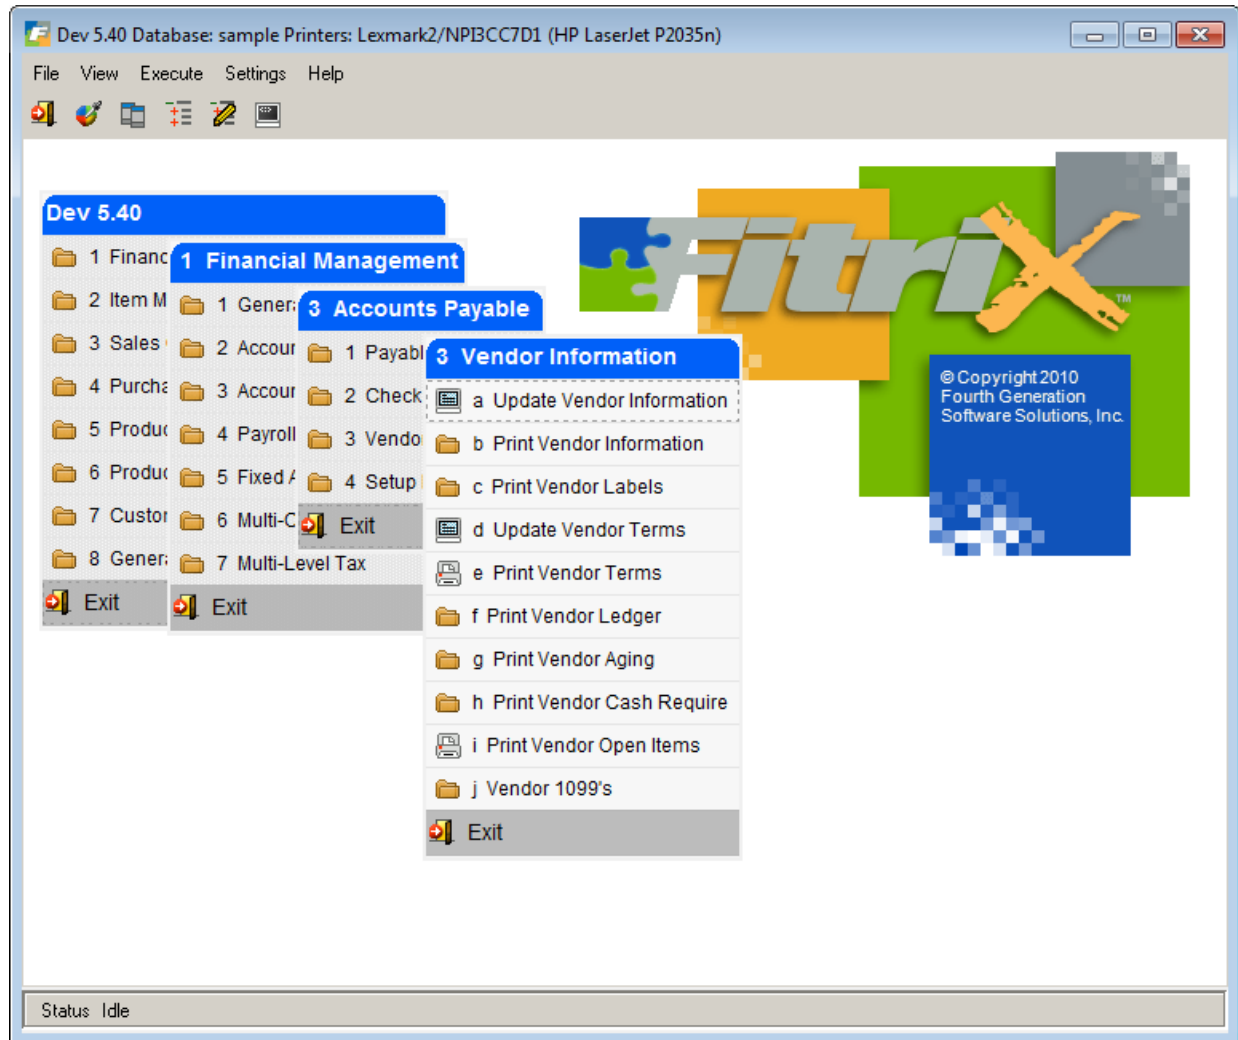 Dev 5.40 Database: sample Printers: Lexmark2/NPI3CC7D1 (HP LaserJet P2035n)
File View Execute Settings Help
Dev 5.40
1 Financ
2 Item M
3 Sales
4 Purcha
5 Produc
6 Produc
7 Custor
8 Gener
Exit
1 Financial Management
1 Gener
2 Accour
3 Accour
4 Payroll
5 Fixed
6 Multi-C
7 Multi-Level Tax
Exit
3 Accounts Payable
1 Payabl
2 Check
3 Vendo
4 Setup
Exit
3 Vendor Information
a Update Vendor Information
b Print Vendor Information
c Print Vendor Labels
d Update Vendor Terms
e Print Vendor Terms
f Print Vendor Ledger
g Print Vendor Aging
h Print Vendor Cash Require
i Print Vendor Open Items
j Vendor 1099's
Exit
FitriX TM
© Copyright 2010
Fourth Generation
Software Solutions, Inc.
Status Idle